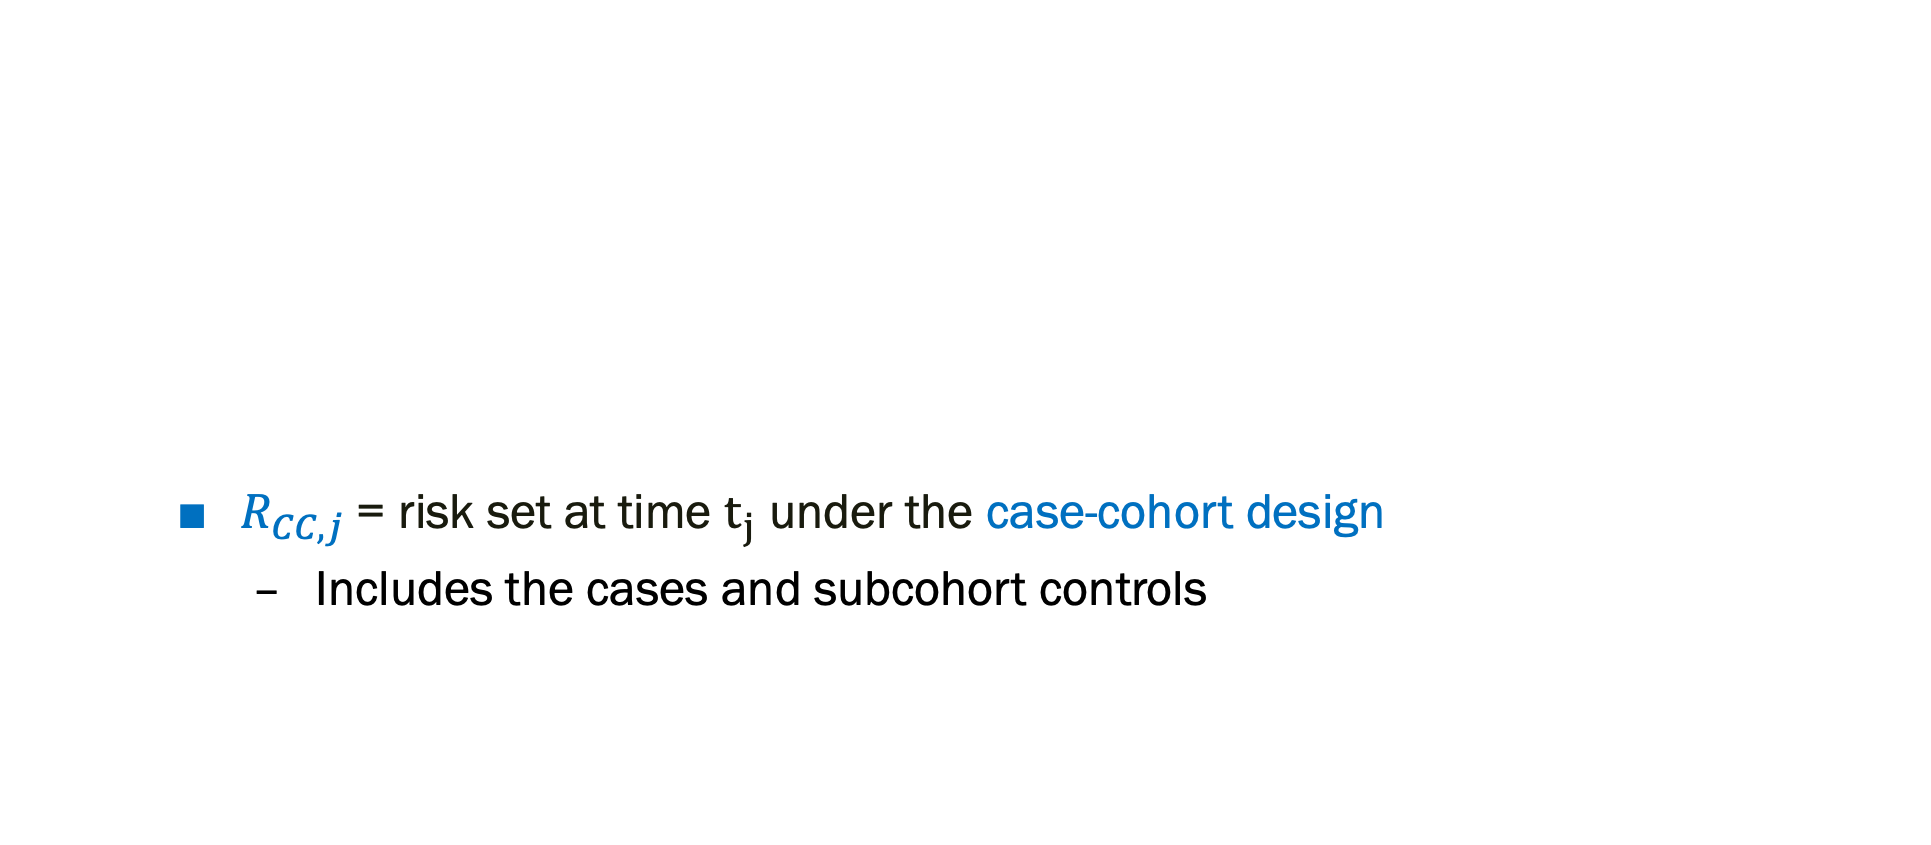 ■ R_{CC,j} = risk set at time t_j under the case-cohort design
– Includes the cases and subcohort controls